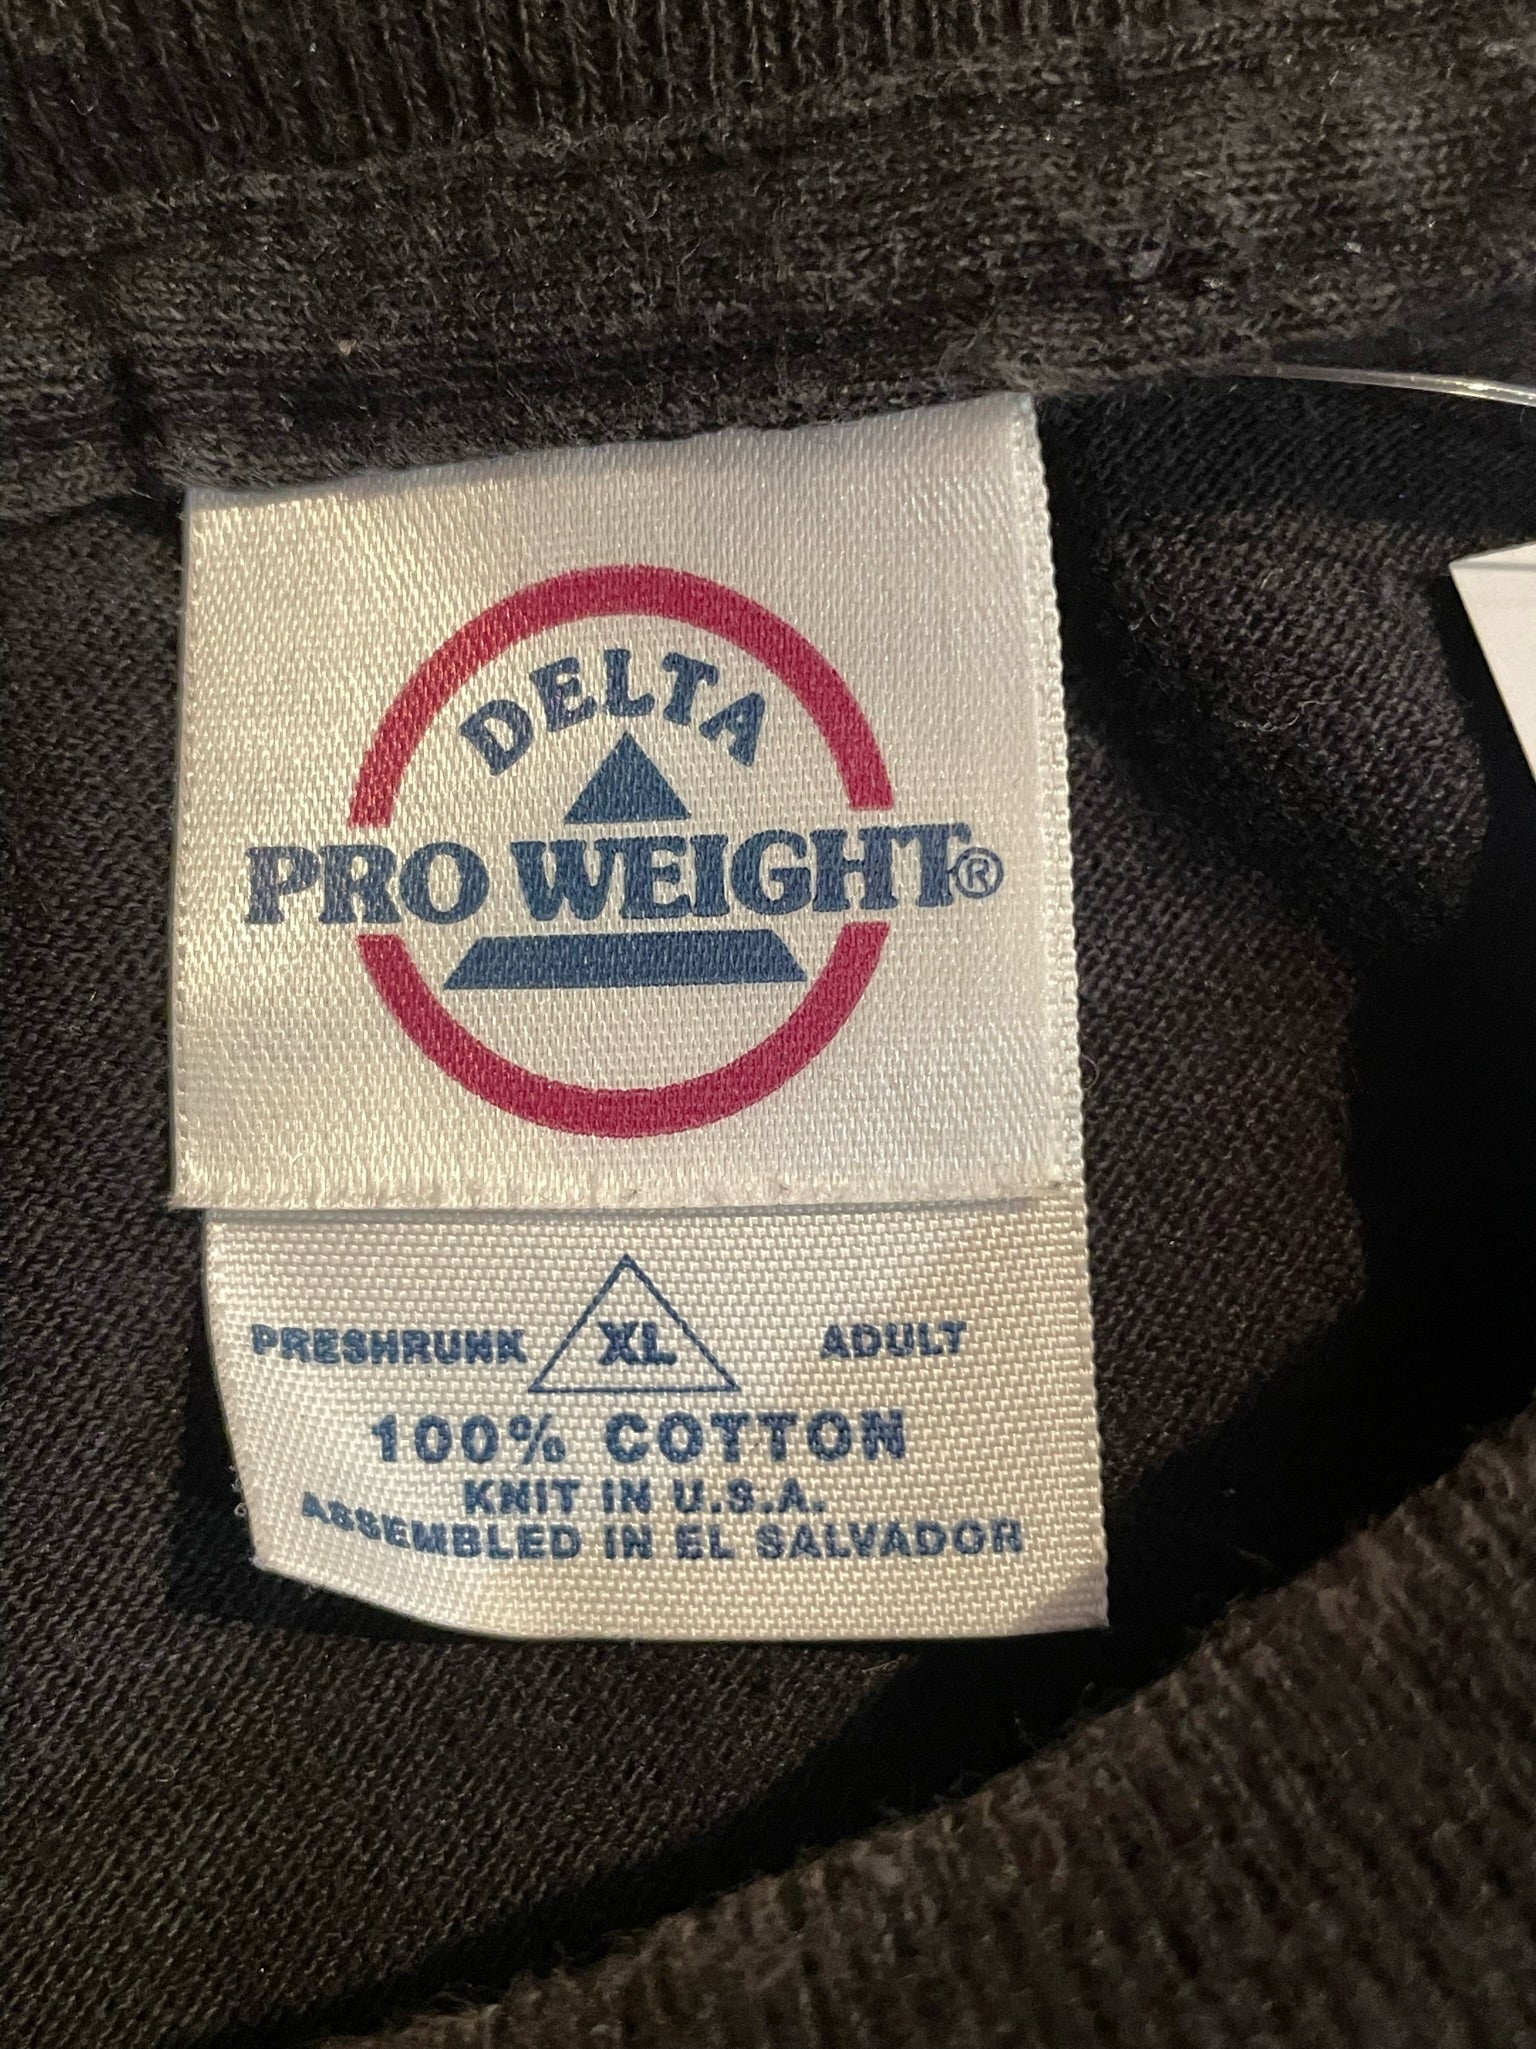 DELTA
PRO WEIGHT®
PRESHRUNK XL ADULT
100% COTTON
KNIT IN U.S.A.
ASSEMBLED IN EL SALVADOR